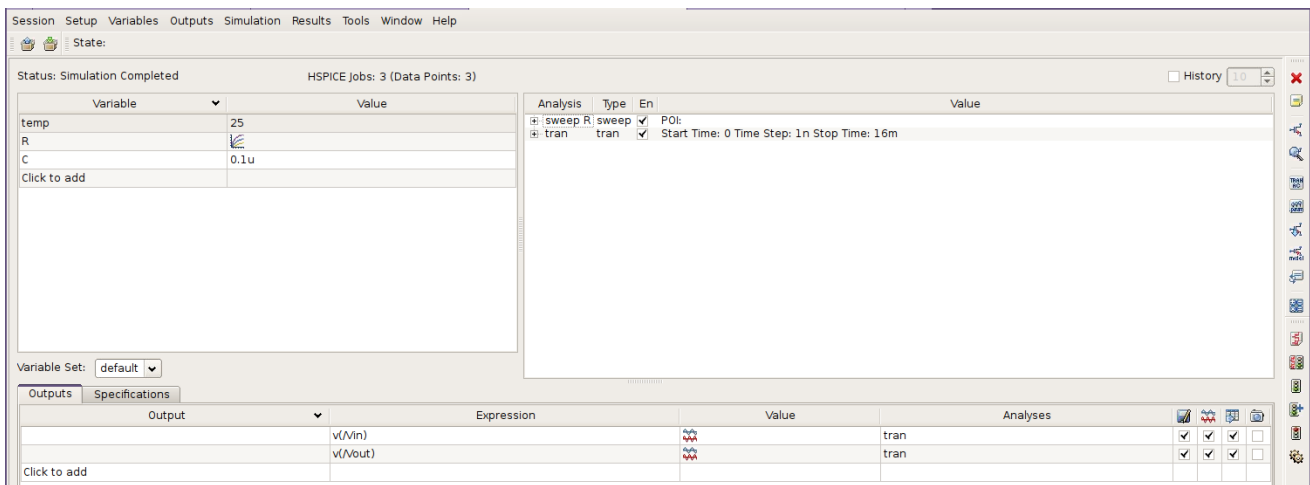 Session Setup Variables Outputs Simulation Results Tools Window Help
State:
Status: Simulation Completed HSPICE Jobs: 3 (Data Points: 3) History 10
Variable Value
temp 25
R
C 0.1u
Click to add
Analysis Type En Value
sweep R sweep POI:
tran tran Start Time: 0 Time Step: 1n Stop Time: 16m
Variable Set: default
Outputs Specifications
Output Expression Value Analyses
v(/Vin) tran
v(/Vout) tran
Click to add